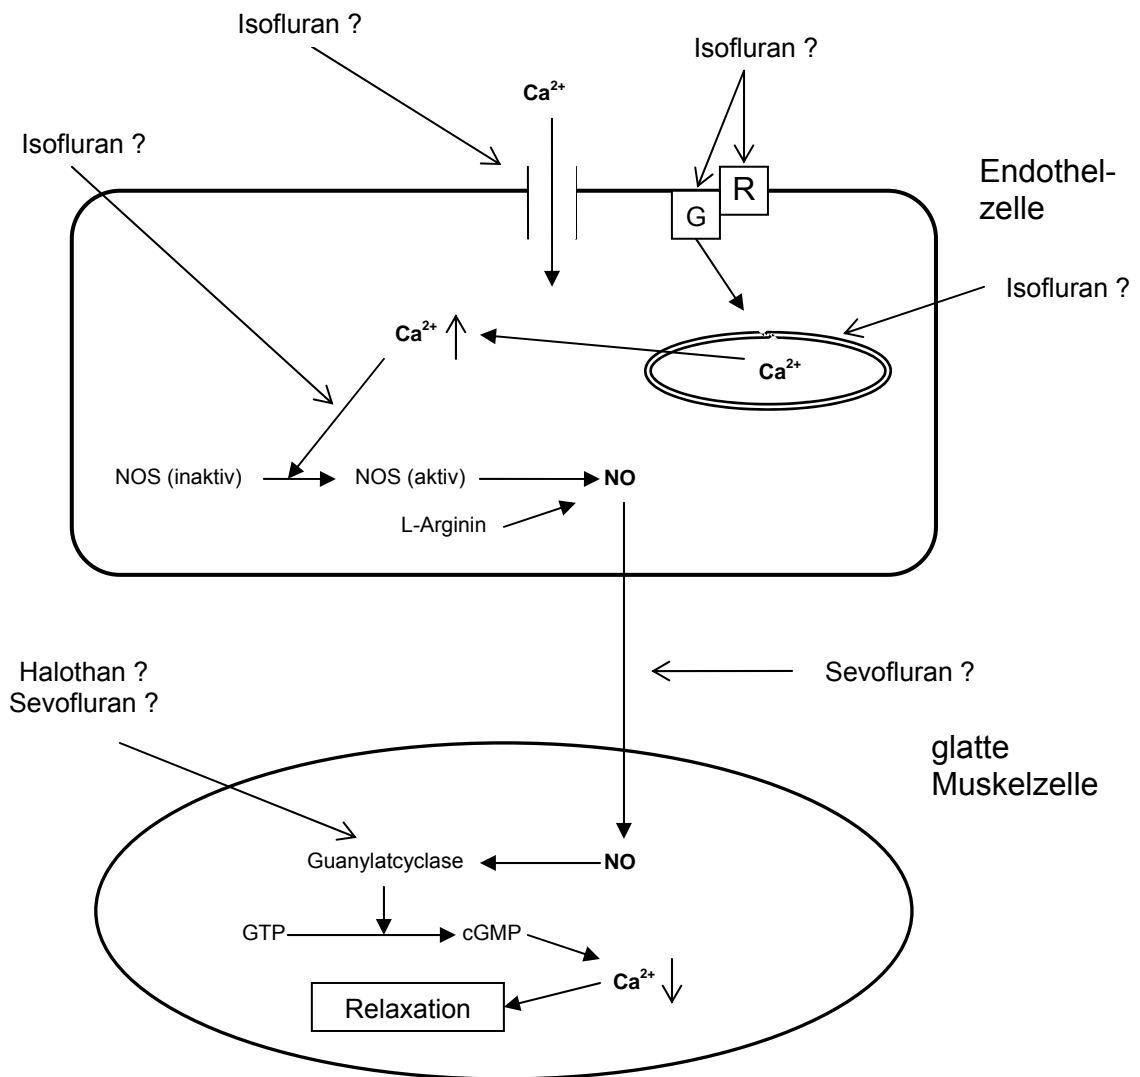 Isofluran ?
Isofluran ?
Ca²⁺
Isofluran ?
Endothel-
zelle
R
G
Isofluran ?
Ca²⁺
Ca²⁺
NOS (inaktiv)
NOS (aktiv)
NO
L-Arginin
Halothan ?
Sevofluran ?
Sevofluran ?
glatte
Muskelzelle
Guanylatcyclase
NO
GTP
cGMP
Ca²⁺
Relaxation